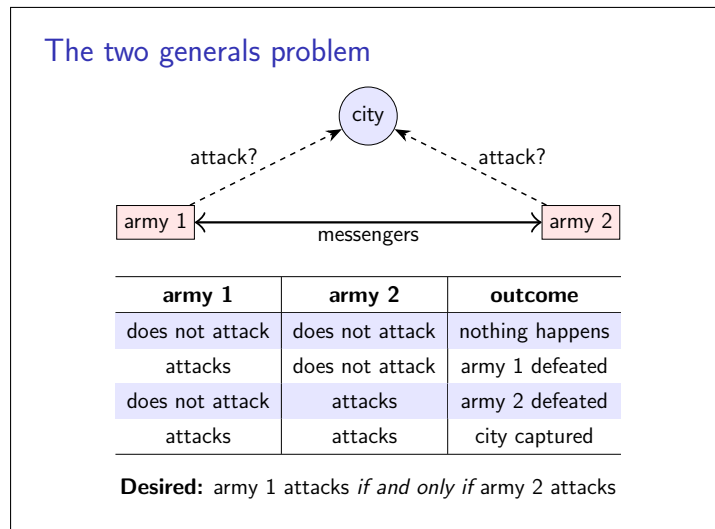 The two generals problem
city
attack? attack?
army 1 army 2
messengers
army 1 army 2 outcome
does not attack does not attack nothing happens
attacks does not attack army 1 defeated
does not attack attacks army 2 defeated
attacks attacks city captured
Desired: army 1 attacks if and only if army 2 attacks